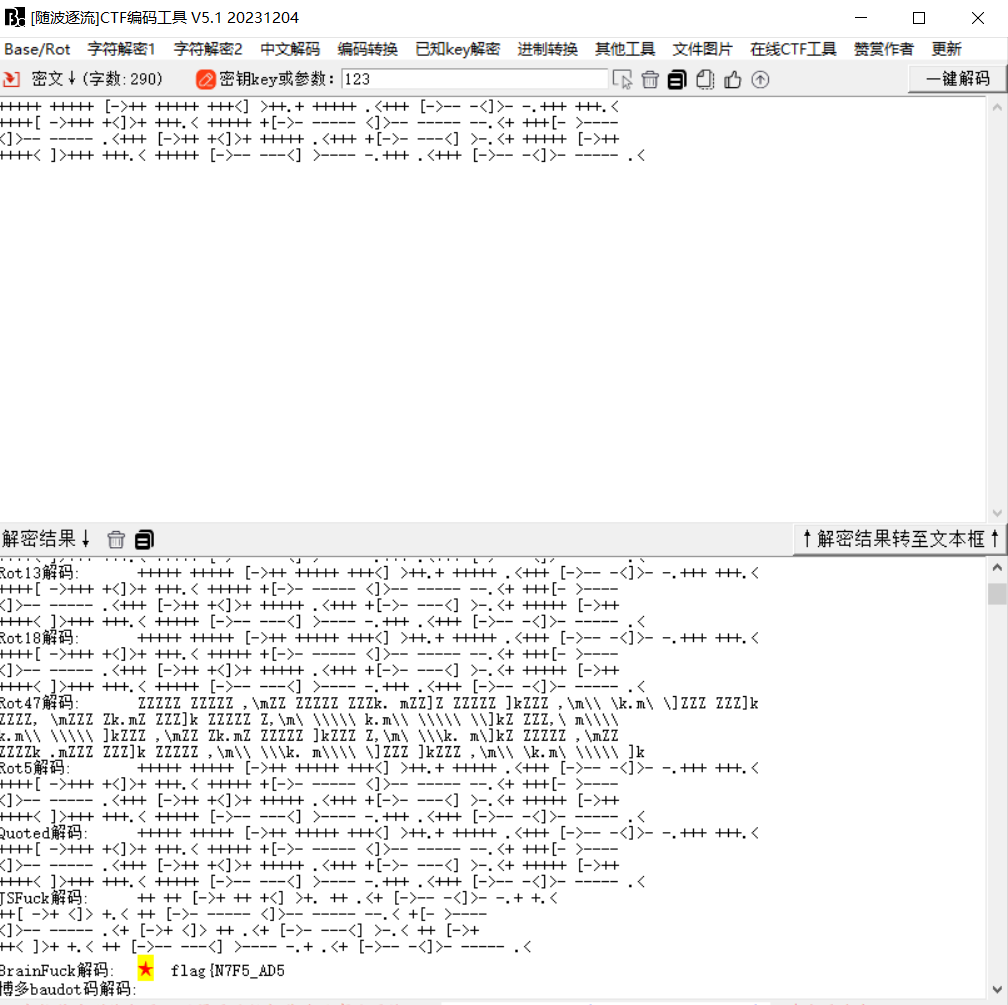 [随波逐流]CTF编码工具 V5.1 20231204
Base/Rot 字符解密1 字符解密2 中文解码 编码转换 已知key解密 进制转换 其他工具 文件图片 在线CTF工具 赞赏作者 更新
密文↓(字数:290) 密钥key或参数: 123 一键解码
+++++ +++++ [->++ +++++ +++<] >++.+ +++++ .<+++ [->-- -<]>- -.+++ +++.<
++++[ ->+++ +<]>+ +++.< +++++ +[->- ----- <]>-- ----- --.<+ +++[- >----
<]>-- ----- .<+++ [->++ +<]>+ +++++ .<+++ +[->- ---<] >-.<+ +++++ [->++
++++< ]>+++ +++.< +++++ [->-- ---<] >---- -.+++ .<+++ [->-- -<]>- ----- .<
解密结果↓ ↑解密结果转至文本框↑
Rot13解码: +++++ +++++ [->++ +++++ +++<] >++.+ +++++ .<+++ [->-- -<]>- -.+++ +++.<
++++[ ->+++ +<]>+ +++.< +++++ +[->- ----- <]>-- ----- --.<+ +++[- >----
<]>-- ----- .<+++ [->++ +<]>+ +++++ .<+++ +[->- ---<] >-.<+ +++++ [->++
++++< ]>+++ +++.< +++++ [->-- ---<] >---- -.+++ .<+++ [->-- -<]>- ----- .<
Rot18解码: +++++ +++++ [->++ +++++ +++<] >++.+ +++++ .<+++ [->-- -<]>- -.+++ +++.<
++++[ ->+++ +<]>+ +++.< +++++ +[->- ----- <]>-- ----- --.<+ +++[- >----
<]>-- ----- .<+++ [->++ +<]>+ +++++ .<+++ +[->- ---<] >-.<+ +++++ [->++
++++< ]>+++ +++.< +++++ [->-- ---<] >---- -.+++ .<+++ [->-- -<]>- ----- .<
Rot47解码: ZZZZZ ZZZZZ ,\mZZ ZZZZZ ZZZk. mZZ]Z ZZZZZ ]kZZZ ,\m\\ \k.m\ \]ZZZ ZZZ]k
ZZZZ, \mZZZ Zk.mZ ZZZ]k ZZZZZ Z,\m\ \\\\\ k.m\\ \\\\\ \\]kZ ZZZ,\ m\\\\
k.m\\ \\\\\ ]kZZZ ,\mZZ Zk.mZ ZZZZZ ]kZZZ Z,\m\ \\\k. m\]kZ ZZZZZ ,\mZZ
ZZZZk .mZZZ ZZZ]k ZZZZZ ,\m\\ \\\k. m\\\\ \]ZZZ ]kZZZ ,\m\\ \k.m\ \\\\\ ]k
Rot5解码: +++++ +++++ [->++ +++++ +++<] >++.+ +++++ .<+++ [->-- -<]>- -.+++ +++.<
++++[ ->+++ +<]>+ +++.< +++++ +[->- ----- <]>-- ----- --.<+ +++[- >----
<]>-- ----- .<+++ [->++ +<]>+ +++++ .<+++ +[->- ---<] >-.<+ +++++ [->++
++++< ]>+++ +++.< +++++ [->-- ---<] >---- -.+++ .<+++ [->-- -<]>- ----- .<
Quoted解码: +++++ +++++ [->++ +++++ +++<] >++.+ +++++ .<+++ [->-- -<]>- -.+++ +++.<
++++[ ->+++ +<]>+ +++.< +++++ +[->- ----- <]>-- ----- --.<+ +++[- >----
<]>-- ----- .<+++ [->++ +<]>+ +++++ .<+++ +[->- ---<] >-.<+ +++++ [->++
++++< ]>+++ +++.< +++++ [->-- ---<] >---- -.+++ .<+++ [->-- -<]>- ----- .<
JSFuck解码: ++ ++ [->+ ++ +<] >+. ++ .<+ [->-- -<]>- -.+ +.<
++[ ->+ <]> +.< ++ [->- ----- <]>-- ----- --.< +[- >----
<]>-- ----- .<+ [->+ <]> ++ .<+ [->- ---<] >-.< ++ [->+
++< ]>+ +.< ++ [->-- ---<] >---- -.+ .<+ [->-- -<]>- ----- .<
BrainFuck解码: ★ flag{N7F5_AD5
博多baudot码解码: